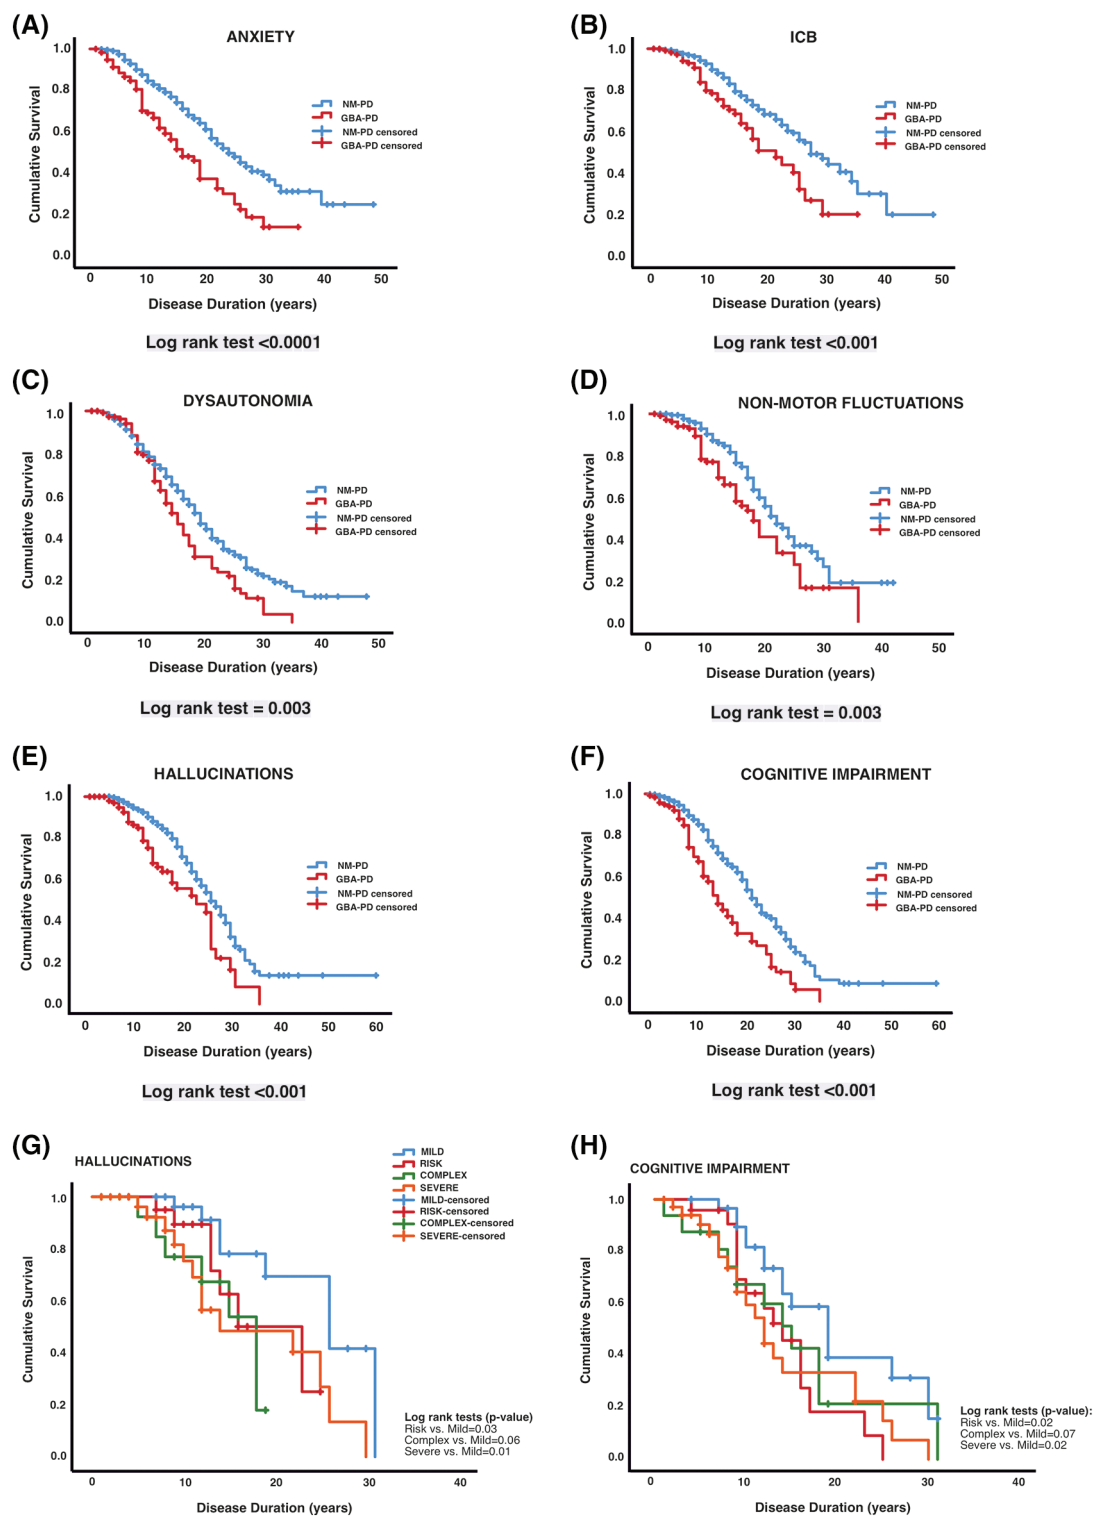 (A)
ANXIETY
1.0
0.8
0.6
0.4
0.2
0.0
Cumulative Survival
NM-PD
GBA-PD
NM-PD censored
GBA-PD censored
0 10 20 30 40 50
Disease Duration (years)
Log rank test <0.0001
(B)
ICB
1.0
0.8
0.6
0.4
0.2
0.0
Cumulative Survival
NM-PD
GBA-PD
NM-PD censored
GBA-PD censored
0 10 20 30 40 50
Disease Duration (years)
Log rank test <0.001
(C)
DYSAUTONOMIA
1.0
0.8
0.6
0.4
0.2
0.0
Cumulative Survival
NM-PD
GBA-PD
NM-PD censored
GBA-PD censored
0 10 20 30 40 50
Disease Duration (years)
Log rank test = 0.003
(D)
NON-MOTOR FLUCTUATIONS
1.0
0.8
0.6
0.4
0.2
0.0
Cumulative Survival
NM-PD
GBA-PD
NM-PD censored
GBA-PD censored
0 10 20 30 40 50
Disease Duration (years)
Log rank test = 0.003
(E)
HALLUCINATIONS
1.0
0.8
0.6
0.4
0.2
0.0
Cumulative Survival
NM-PD
GBA-PD
NM-PD censored
GBA-PD censored
0 10 20 30 40 50 60
Disease Duration (years)
Log rank test <0.001
(F)
COGNITIVE IMPAIRMENT
1.0
0.8
0.6
0.4
0.2
0.0
Cumulative Survival
NM-PD
GBA-PD
NM-PD censored
GBA-PD censored
0 10 20 30 40 50 60
Disease Duration (years)
Log rank test <0.001
(G)
HALLUCINATIONS
MILD
RISK
COMPLEX
SEVERE
MILD-censored
RISK-censored
COMPLEX-censored
SEVERE-censored
1.0
0.8
0.6
0.4
0.2
0.0
Cumulative Survival
Log rank tests (p-value)
Risk vs. Mild=0.03
Complex vs. Mild=0.06
Severe vs. Mild=0.01
0 10 20 30 40
Disease Duration (years)
(H)
COGNITIVE IMPAIRMENT
1.0
0.8
0.6
0.4
0.2
0.0
Cumulative Survival
Log rank tests (p-value):
Risk vs. Mild=0.02
Complex vs. Mild=0.07
Severe vs. Mild=0.02
0 10 20 30 40
Disease Duration (years)